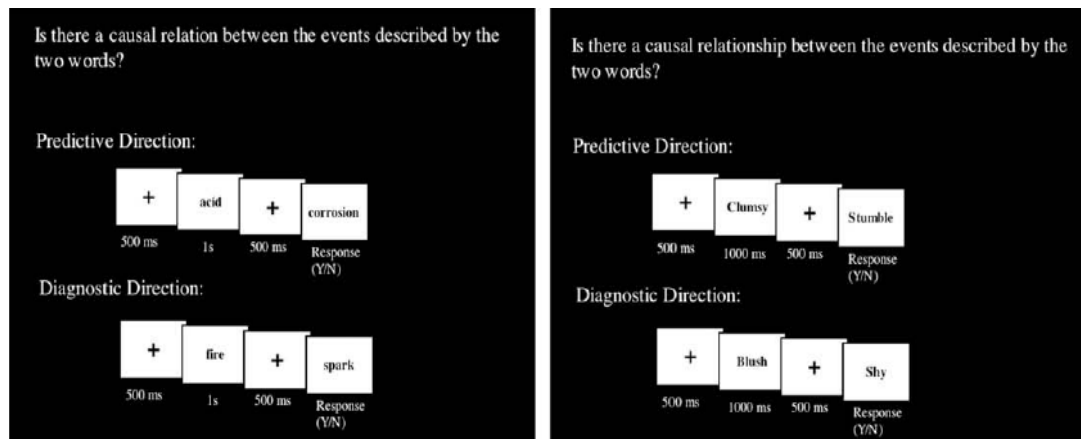 Is there a causal relation between the events described by the
two words?
Predictive Direction:
+
acid
+
corrosion
500 ms
1s
500 ms
Response
(Y/N)
Diagnostic Direction:
+
fire
+
spark
500 ms
1s
500 ms
Response
(Y/N)
Is there a causal relationship between the events described by the
two words?
Predictive Direction:
+
Clumsy
+
Stumble
500 ms
1000 ms
500 ms
Response
(Y/N)
Diagnostic Direction:
+
Blush
+
Shy
500 ms
1000 ms
500 ms
Response
(Y/N)